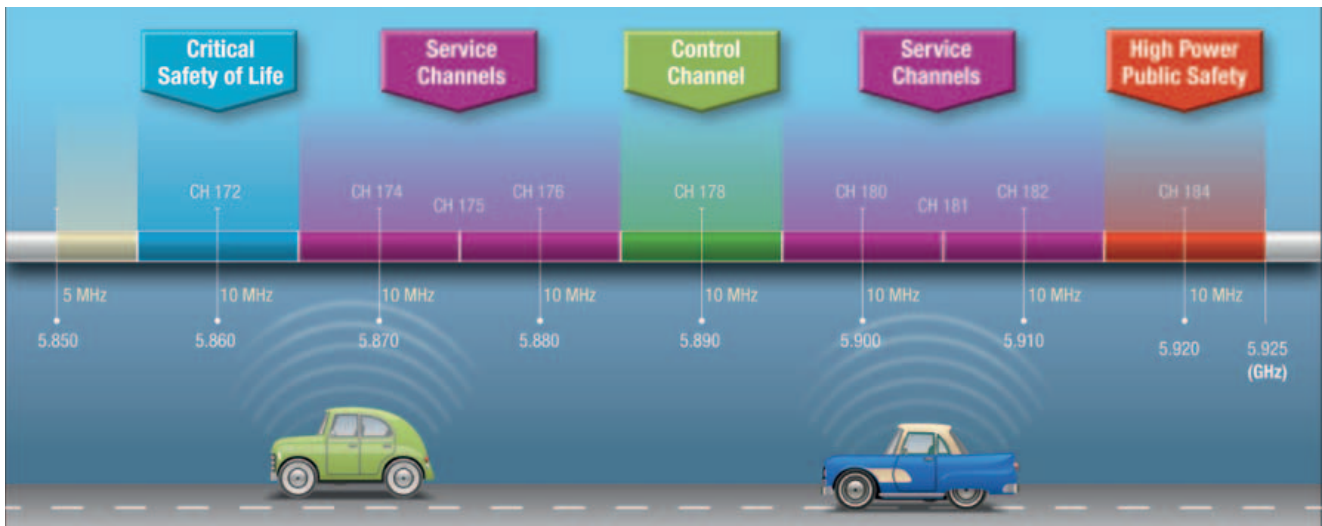 Critical
Safety of Life
Service
Channels
Control
Channel
Service
Channels
High Power
Public Safety
CH 172
CH 174
CH 175
CH 176
CH 178
CH 180
CH 181
CH 182
CH 184
5 MHz
10 MHz
10 MHz
10 MHz
10 MHz
10 MHz
10 MHz
10 MHz
5.850
5.860
5.870
5.880
5.890
5.900
5.910
5.920
5.925
(GHz)